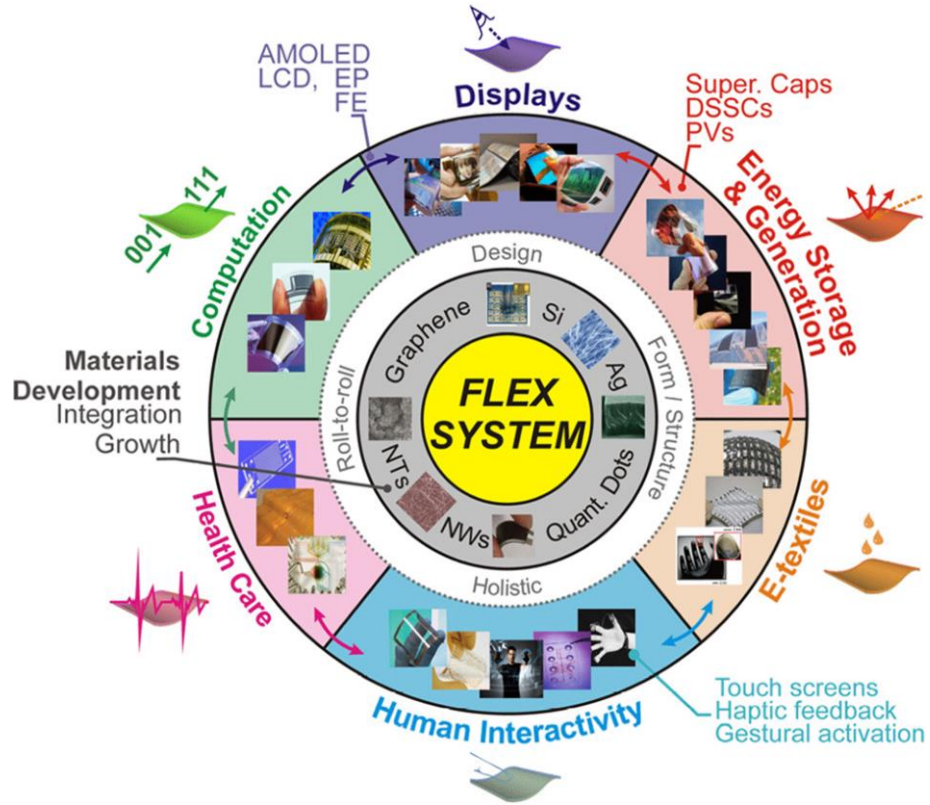 AMOLED
LCD, EP
FE
Displays
Super. Caps
DSSCs
PVs
Energy Storage
& Generation
001 111
Computation
Design
Graphene
Si
Ag
Form / Structure
Roll-to-roll
Materials
Development
Integration
Growth
FLEX
SYSTEM
NTs
NWs
Quant. Dots
Holistic
Health Care
E-textiles
Human Interactivity
Touch screens
Haptic feedback
Gestural activation